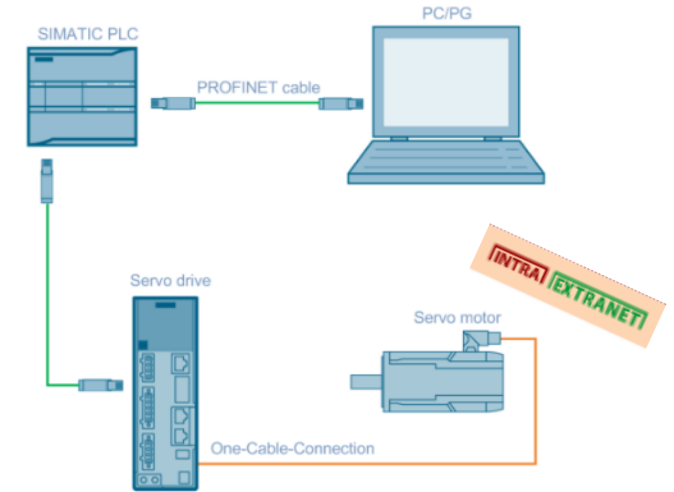 PC/PG
SIMATIC PLC
PROFINET cable
INTRA EXTRANET
Servo drive
Servo motor
One-Cable-Connection